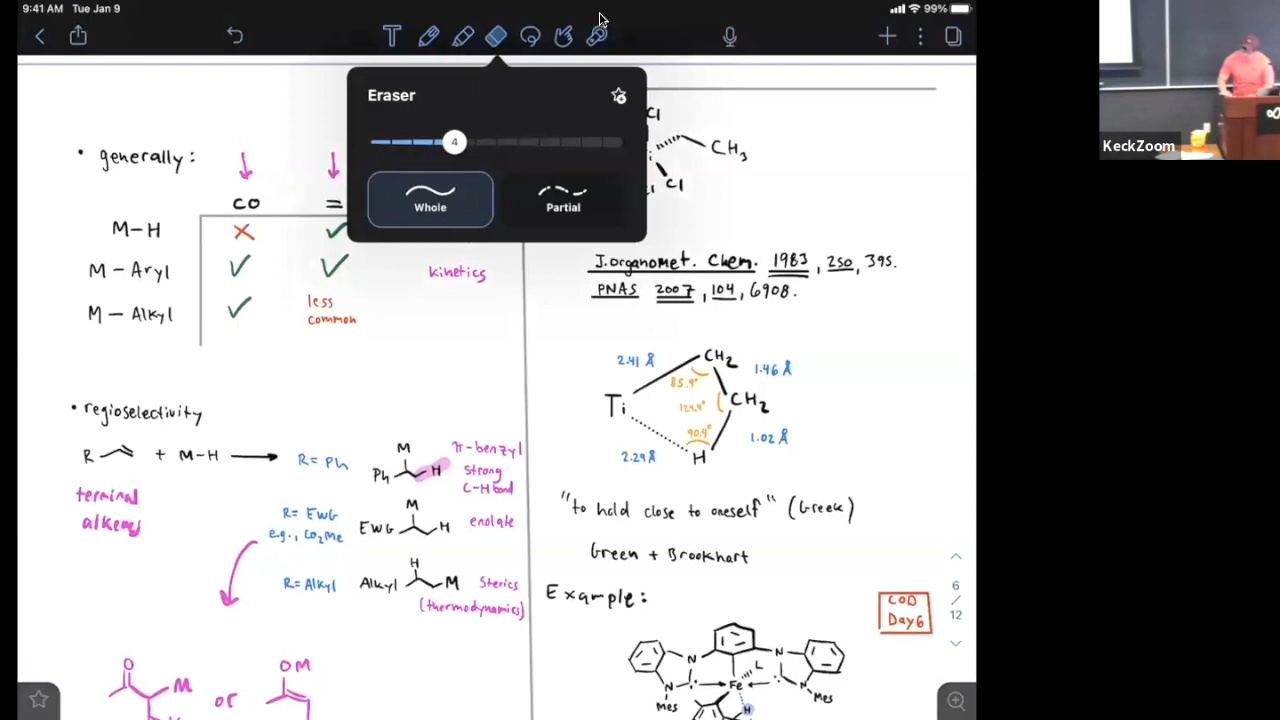 9:41 AM Tue Jan 9
99%
Eraser
4
Whole
Partial
KeckZoom
• generally:
CO =
M-H
M-Aryl
M-Alkyl
less
common
kinetics
• regioselectivity
R + M-H
terminal
alkenes
R= Ph
M
Ph H
π-benzyl
strong
C-H bond
R= EWG
e.g., CO2Me
M
EWG H
enolate
R= Alkyl
H
Alkyl M
sterics
(thermodynamics)
O
M
or
OM
Cl
CH3
Cl
J. Organomet. Chem. 1983, 250, 395.
PNAS 2007, 104, 6908.
2.41 Å
CH2
1.46 Å
85.9°
Ti
CH2
90.4°
1.02 Å
2.29 Å
H
"to hold close to oneself" (Greek)
Green + Brookhart
Example:
6
/
12
COD
Day 6
N
N
L
N
Fe
N
Mes
Mes
H